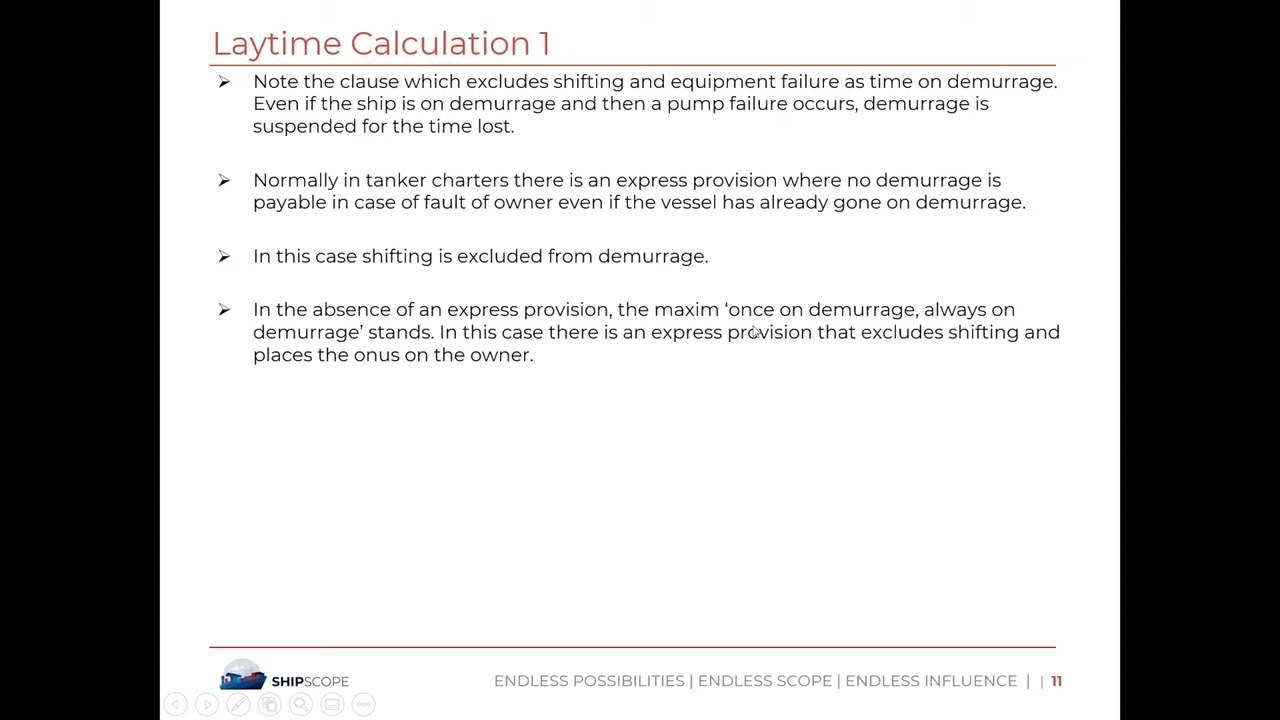 Laytime Calculation 1
Note the clause which excludes shifting and equipment failure as time on demurrage.
Even if the ship is on demurrage and then a pump failure occurs, demurrage is
suspended for the time lost.
Normally in tanker charters there is an express provision where no demurrage is
payable in case of fault of owner even if the vessel has already gone on demurrage.
In this case shifting is excluded from demurrage.
In the absence of an express provision, the maxim ‘once on demurrage, always on
demurrage’ stands. In this case there is an express provision that excludes shifting and
places the onus on the owner.
SHIPSCOPE
ENDLESS POSSIBILITIES | ENDLESS SCOPE | ENDLESS INFLUENCE | | 11